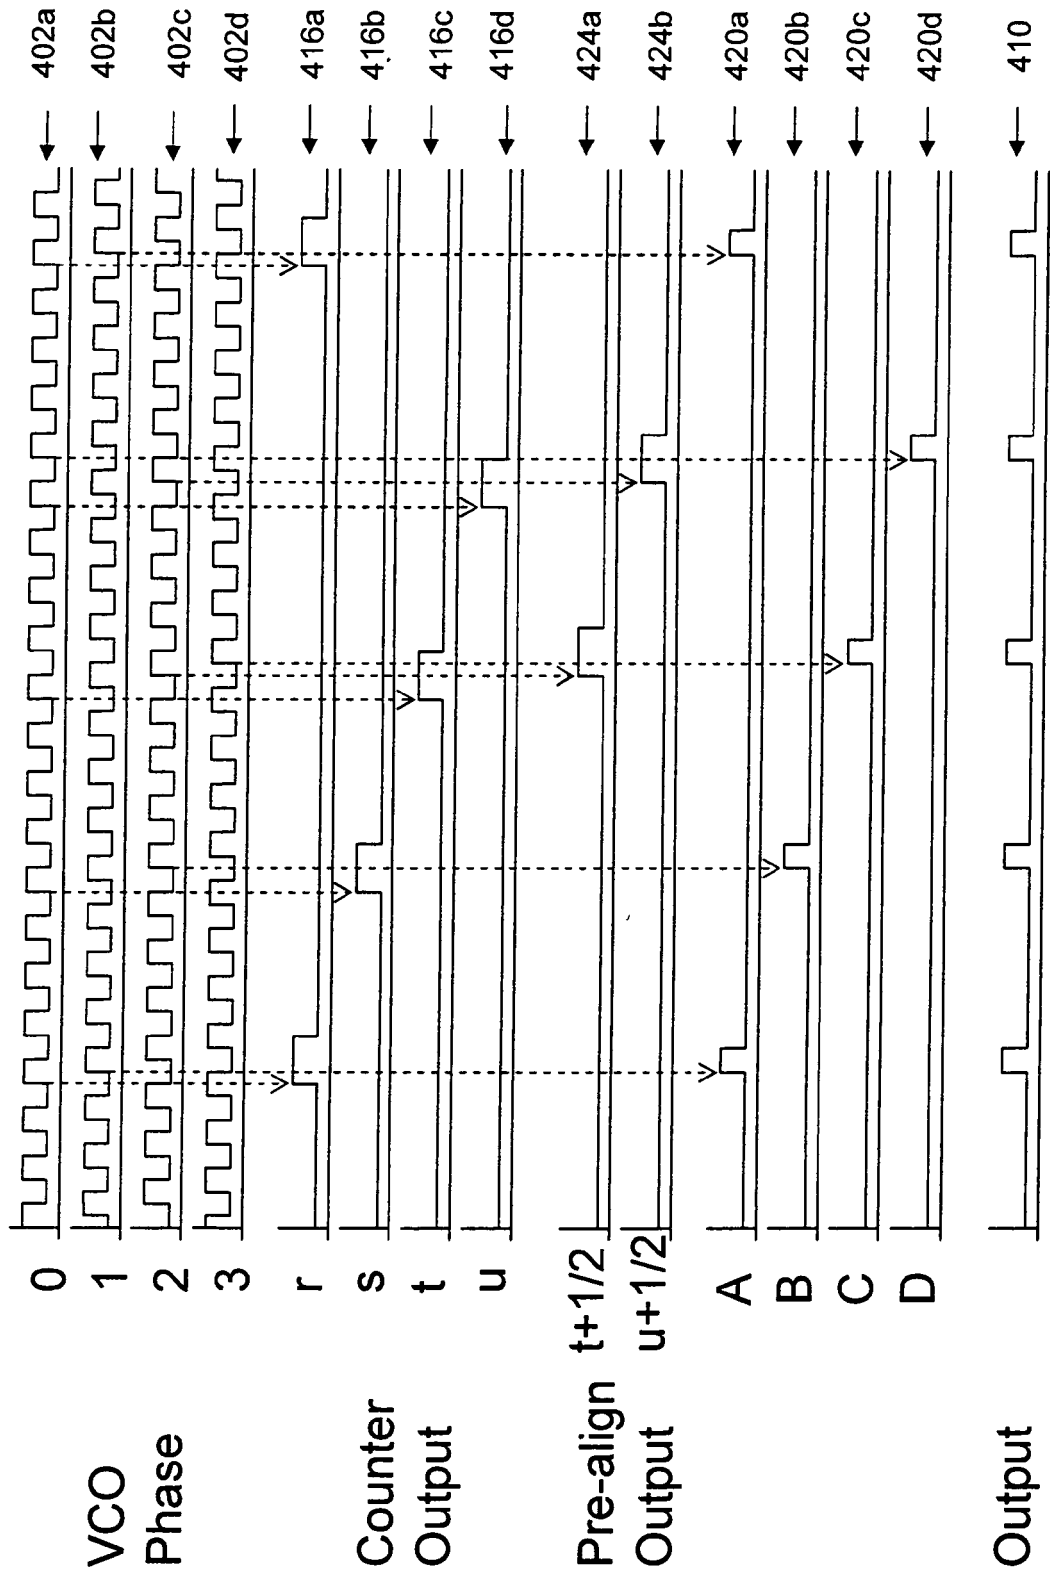 VCO
Phase
0 402a
1 402b
2 402c
3 402d
Counter
Output
r 416a
s 416b
t 416c
u 416d
Pre-align
Output
t+1/2 424a
u+1/2 424b
A 420a
B 420b
C 420c
D 420d
Output 410